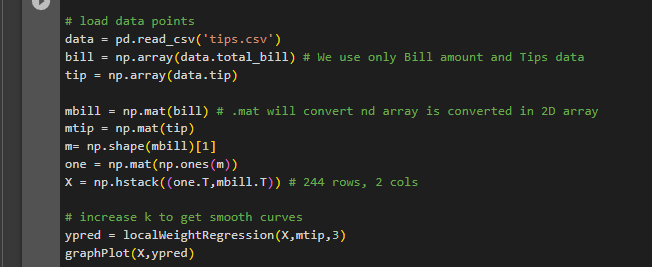 # load data points
data = pd.read_csv('tips.csv')
bill = np.array(data.total_bill) # We use only Bill amount and Tips data
tip = np.array(data.tip)
mbill = np.mat(bill) # .mat will convert nd array is converted in 2D array
mtip = np.mat(tip)
m= np.shape(mbill)[1]
one = np.mat(np.ones(m))
X = np.hstack((one.T,mbill.T)) # 244 rows, 2 cols
# increase k to get smooth curves
ypred = localWeightRegression(X,mtip,3)
graphPlot(X,ypred)